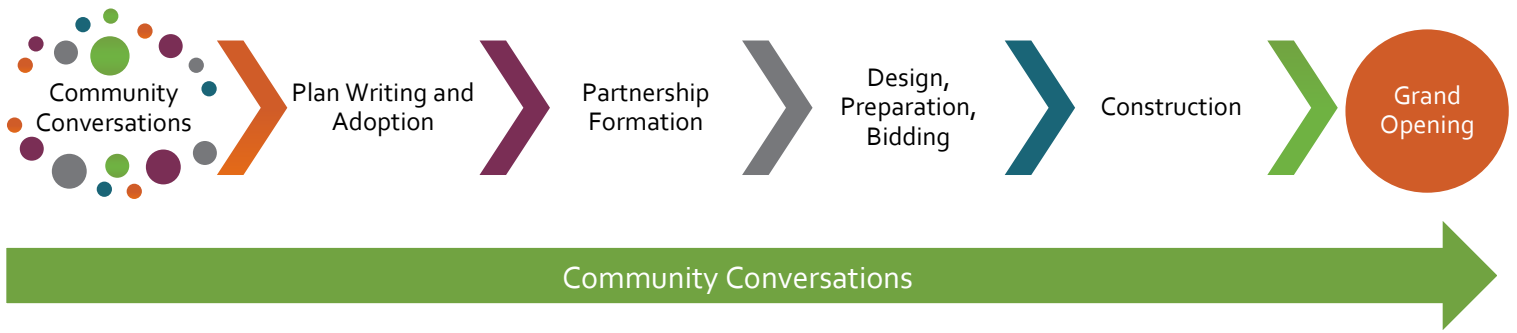 Community
Conversations
Plan Writing and
Adoption
Partnership
Formation
Design,
Preparation,
Bidding
Construction
Grand
Opening
Community Conversations